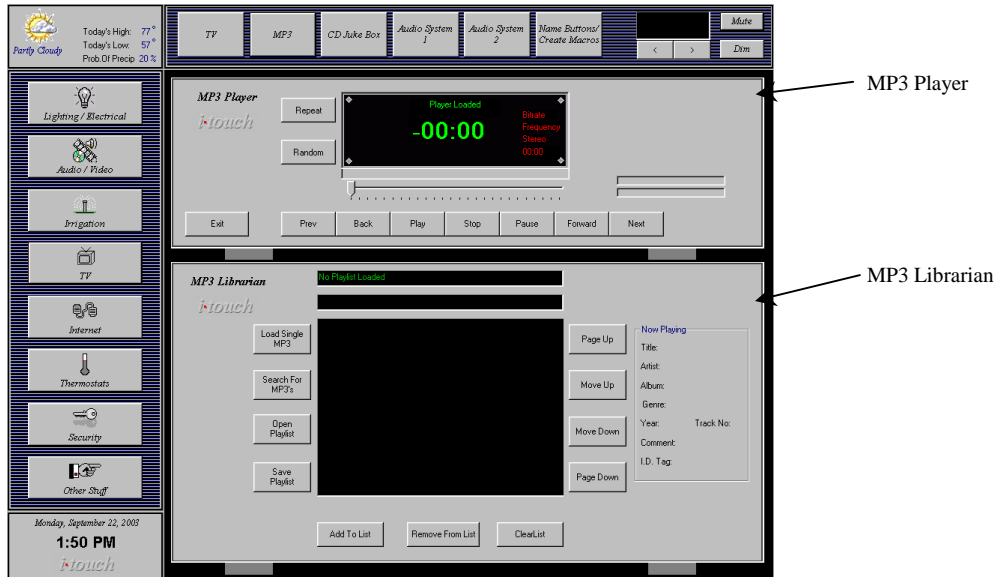 Partly Cloudy
Today's High: 77°
Today's Low: 57°
Prob.Of Precip 20 %
TV
MP3
CD Juke Box
Audio System 1
Audio System 2
Name Buttons/ Create Macros
<
>
Mute
Dim
Lighting / Electrical
Audio / Video
Irrigation
TV
Internet
Thermostats
Security
Other Stuff
Monday, September 22, 2003
1:50 PM
i·touch
MP3 Player
i·touch
Repeat
Random
Player Loaded
-00:00
Bitrate
Frequency
Stereo
00:00
Exit
Prev
Back
Play
Stop
Pause
Forward
Next
MP3 Player
MP3 Librarian
i·touch
No Playlist Loaded
Load Single
MP3
Search For
MP3's
Open
Playlist
Save
Playlist
Page Up
Move Up
Move Down
Page Down
Now Playing
Title:
Artist:
Album:
Genre:
Year: Track No:
Comment:
I.D. Tag:
Add To List
Remove From List
ClearList
MP3 Librarian